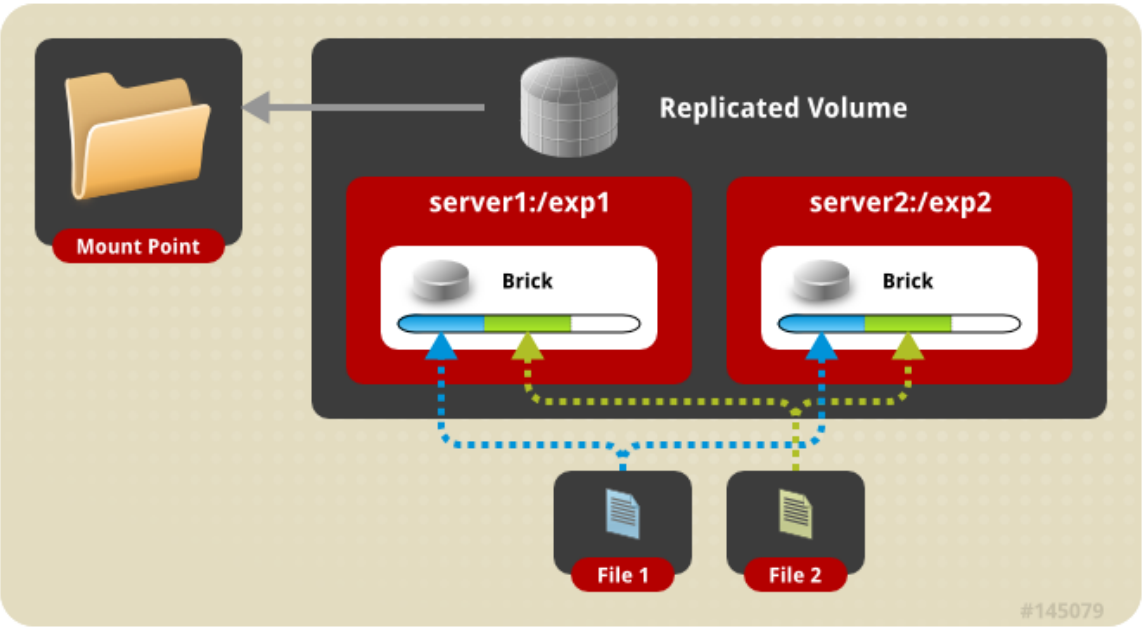 Replicated Volume
Mount Point
server1:/exp1
server2:/exp2
Brick
Brick
File 1
File 2
#145079